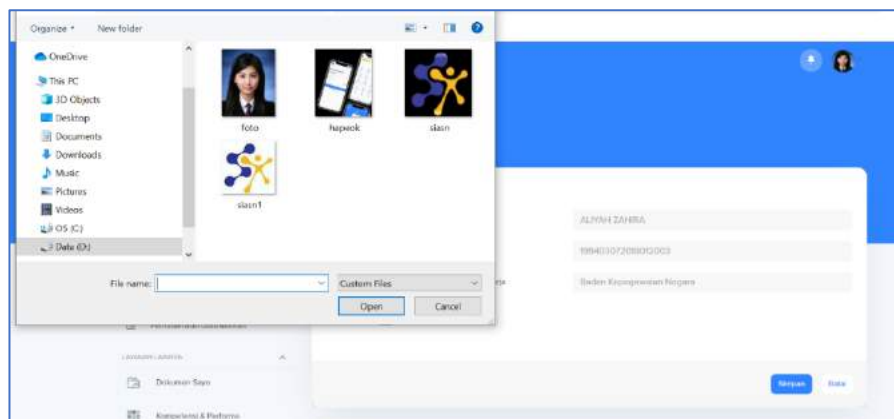 Organize
New folder
OneDrive
This PC
3D Objects
Desktop
Documents
Downloads
Music
Pictures
Videos
OS (C:)
Data (D:)
foto
hapeok
siasn
siasn1
File name:
Custom Files
Open
Cancel
ALIYAH ZAHIRA
Badan Kepegawaian Negara
Dokumen Saya
Kompetensi & Performa
Simpan
Batal